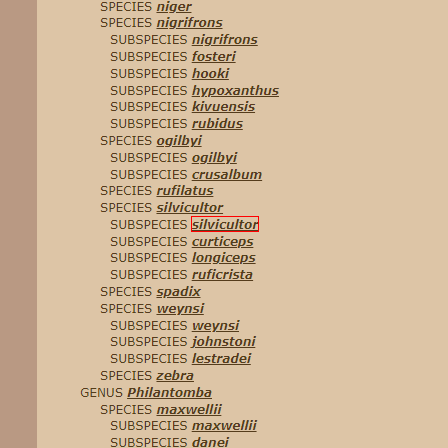 SPECIES niger
SPECIES nigrifrons
SUBSPECIES nigrifrons
SUBSPECIES fosteri
SUBSPECIES hooki
SUBSPECIES hypoxanthus
SUBSPECIES kivuensis
SUBSPECIES rubidus
SPECIES ogilbyi
SUBSPECIES ogilbyi
SUBSPECIES crusalbum
SPECIES rufilatus
SPECIES silvicultor
SUBSPECIES silvicultor
SUBSPECIES curticeps
SUBSPECIES longiceps
SUBSPECIES ruficrista
SPECIES spadix
SPECIES weynsi
SUBSPECIES weynsi
SUBSPECIES johnstoni
SUBSPECIES lestradei
SPECIES zebra
GENUS Philantomba
SPECIES maxwellii
SUBSPECIES maxwellii
SUBSPECIES danei